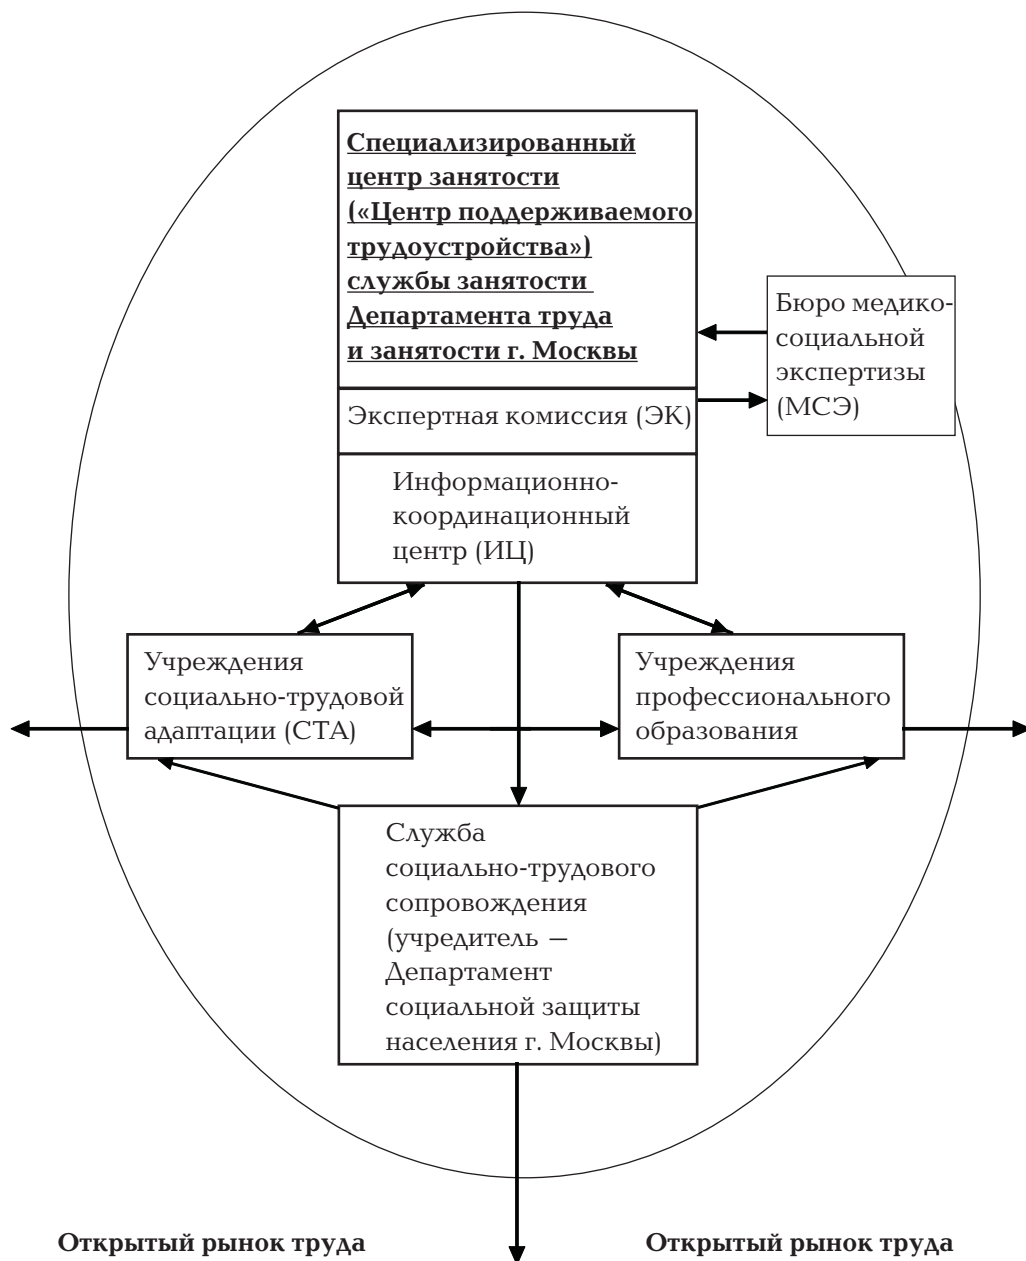 Специализированный
центр занятости
(«Центр поддерживаемого
трудоустройства»)
службы занятости
Департамента труда
и занятости г. Москвы
Бюро медико-
социальной
экспертизы
(МСЭ)
Экспертная комиссия (ЭК)
Информационно-
координационный
центр (ИЦ)
Учреждения
социально-трудовой
адаптации (СТА)
Учреждения
профессионального
образования
Служба
социально-трудового
сопровождения
(учредитель —
Департамент
социальной защиты
населения г. Москвы)
Открытый рынок труда
Открытый рынок труда